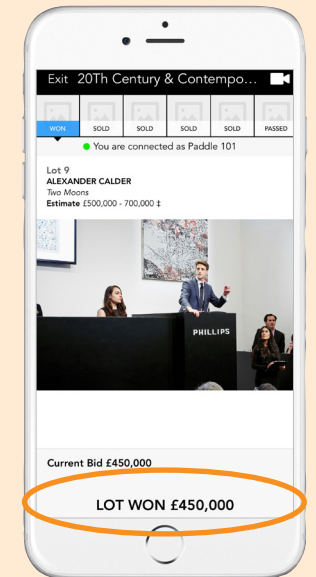 Exit 20Th Century & Contempo...
WON SOLD SOLD SOLD SOLD PASSED
You are connected as Paddle 101
Lot 9
ALEXANDER CALDER
Two Moons
Estimate £500,000 - 700,000 ‡
PHILLIPS
Current Bid £450,000
LOT WON £450,000